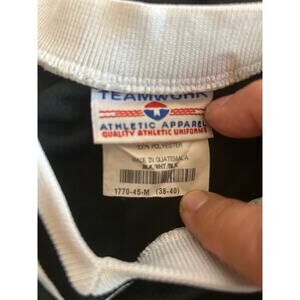 TEAMWORK
ATHLETIC APPAREL
QUALITY ATHLETIC UNIFORMS
100% POLYESTER
MADE IN GUATEMALA
BLK/WHT/BLK
1770-45-M (38-40)